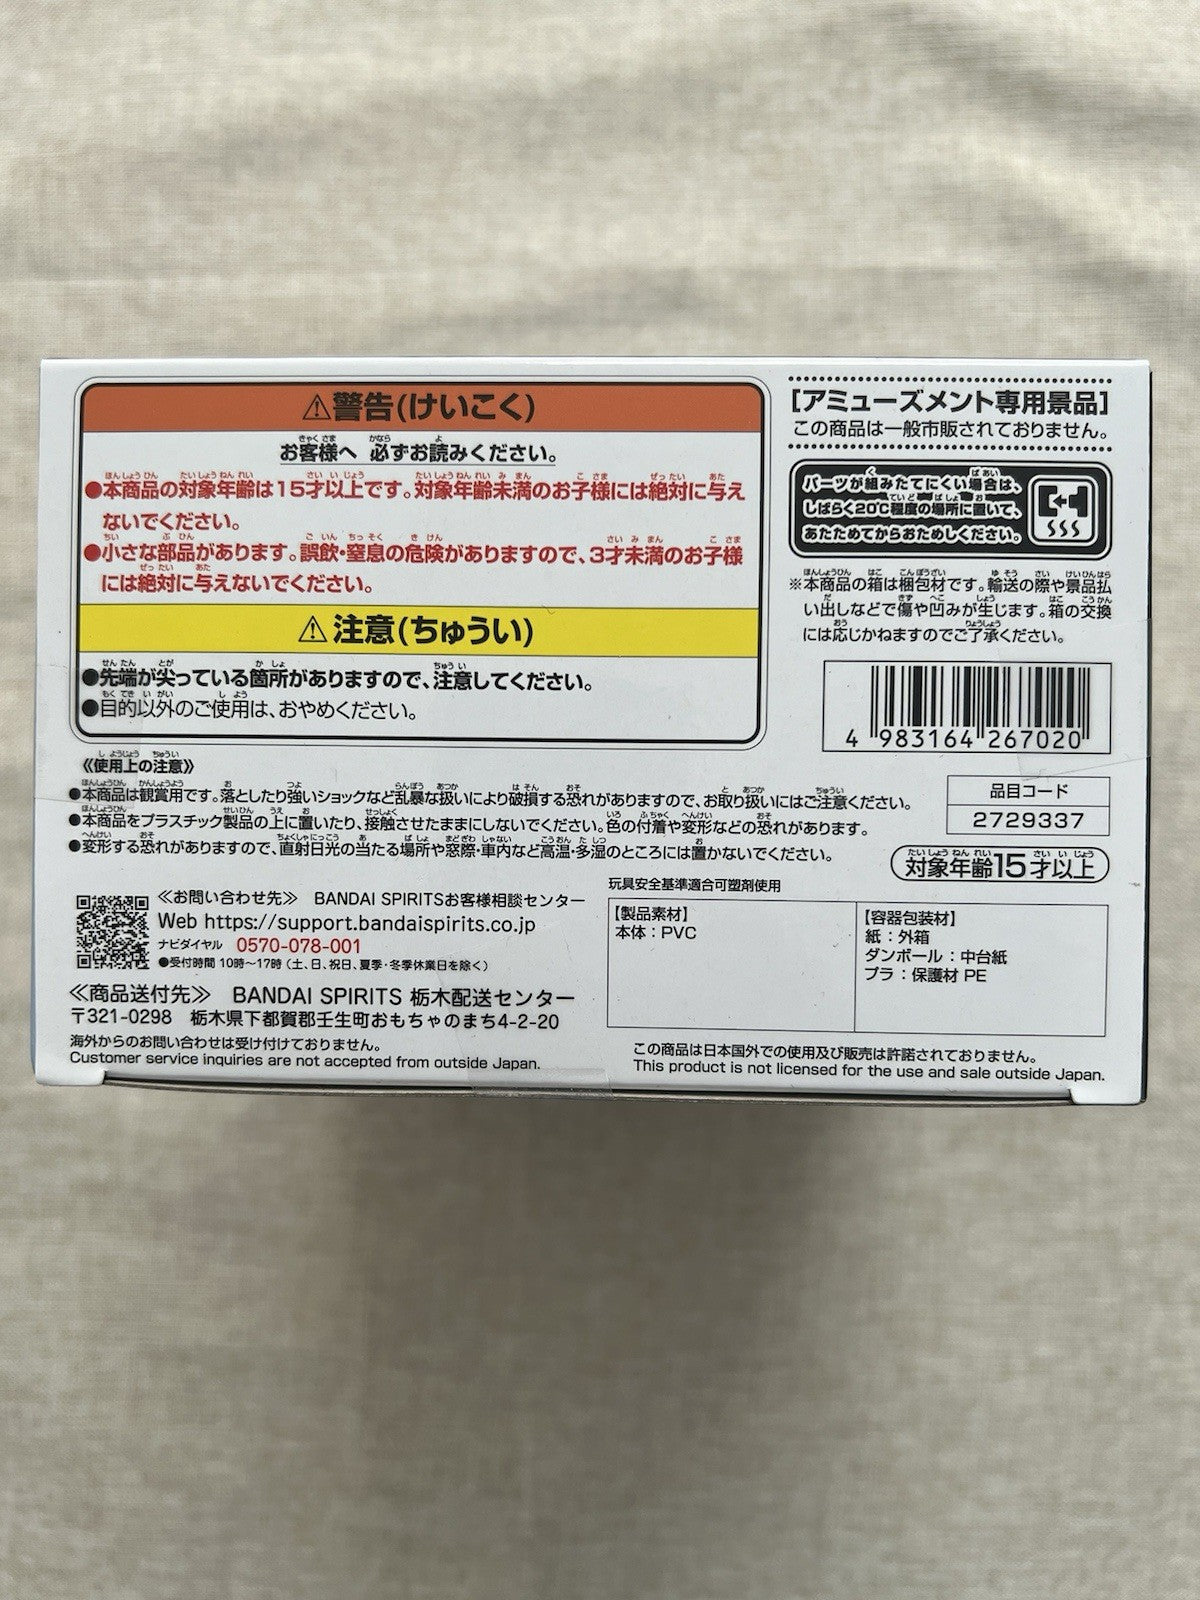 ⚠警告(けいこく)
お客様へ 必ずお読みください。
●本商品の対象年齢は15才以上です。対象年齢未満のお子様には絶対に与え
ないでください。
●小さな部品があります。誤飲・窒息の危険がありますので、3才未満のお子様
には絶対に与えないでください。
⚠注意(ちゅうい)
●先端が尖っている箇所がありますので、注意してください。
●目的以外のご使用は、おやめください。
[アミューズメント専用景品]
この商品は一般市販されておりません。
パーツが組みたてにくい場合は、
しばらく20℃程度の場所に置いて、
あたためてからおためしください。
※本商品の箱は梱包材です。輸送の際や景品払
い出しなどで傷や凹みが生じます。箱の交換
には応じかねますのでご了承ください。
4 983164 267020
品目コード
2729337
対象年齢15才以上
≪使用上の注意≫
●本商品は観賞用です。落としたり強いショックなど乱暴な扱いにより破損する恐れがありますので、お取り扱いにはご注意ください。
●本商品をプラスチック製品の上に置いたり、接触させたままにしないでください。色の付着や変形などの恐れがあります。
●変形する恐れがありますので、直射日光の当たる場所や窓際・車内など高温・多湿のところには置かないでください。
≪お問い合わせ先≫ BANDAI SPIRITSお客様相談センター
Web https://support.bandaispirits.co.jp
ナビダイヤル 0570-078-001
●受付時間 10時〜17時(土、日、祝日、夏季・冬季休業日を除く)
≪商品送付先≫ BANDAI SPIRITS 栃木配送センター
〒321-0298 栃木県下都賀郡壬生町おもちゃのまち4-2-20
海外からのお問い合わせは受け付けておりません。
Customer service inquiries are not accepted from outside Japan.
玩具安全基準適合可塑剤使用
【製品素材】
本体：PVC
【容器包装材】
紙：外箱
ダンボール：中台紙
プラ：保護材 PE
この商品は日本国外での使用及び販売は許諾されておりません。
This product is not licensed for the use and sale outside Japan.